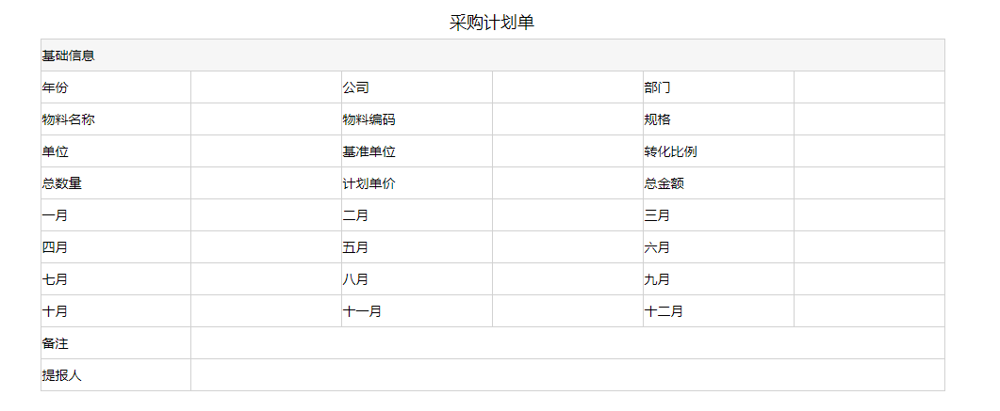 采购计划单
基础信息
年份 公司 部门
物料名称 物料编码 规格
单位 基准单位 转化比例
总数量 计划单价 总金额
一月 二月 三月
四月 五月 六月
七月 八月 九月
十月 十一月 十二月
备注
提报人